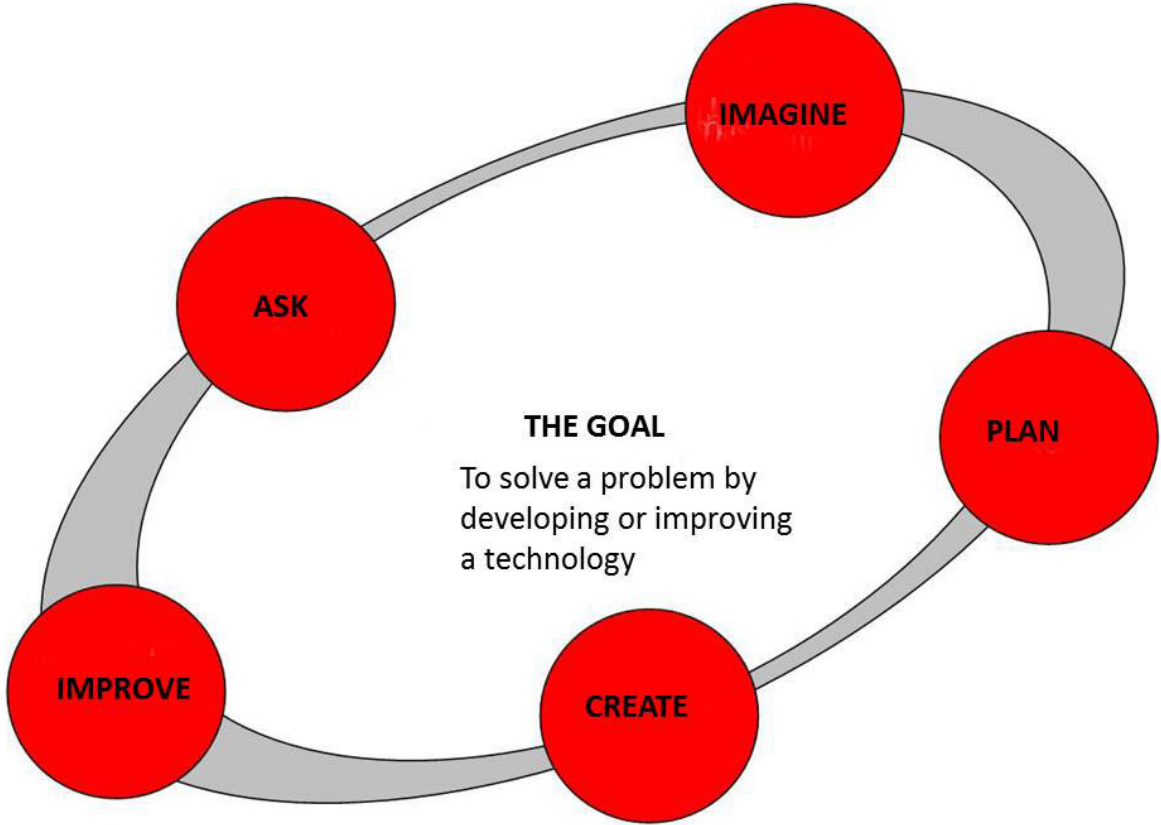 IMAGINE
ASK
PLAN
THE GOAL
To solve a problem by
developing or improving
a technology
IMPROVE
CREATE